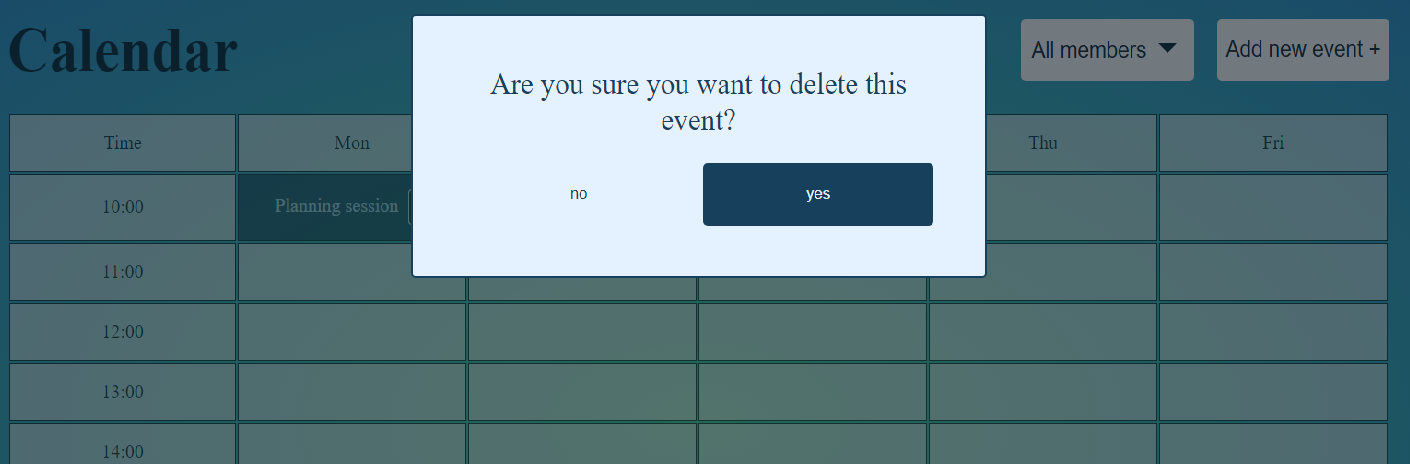 Calendar
All members
Add new event +
Are you sure you want to delete this
event?
no
yes
Time
Mon
Thu
Fri
10:00
Planning session
11:00
12:00
13:00
14:00